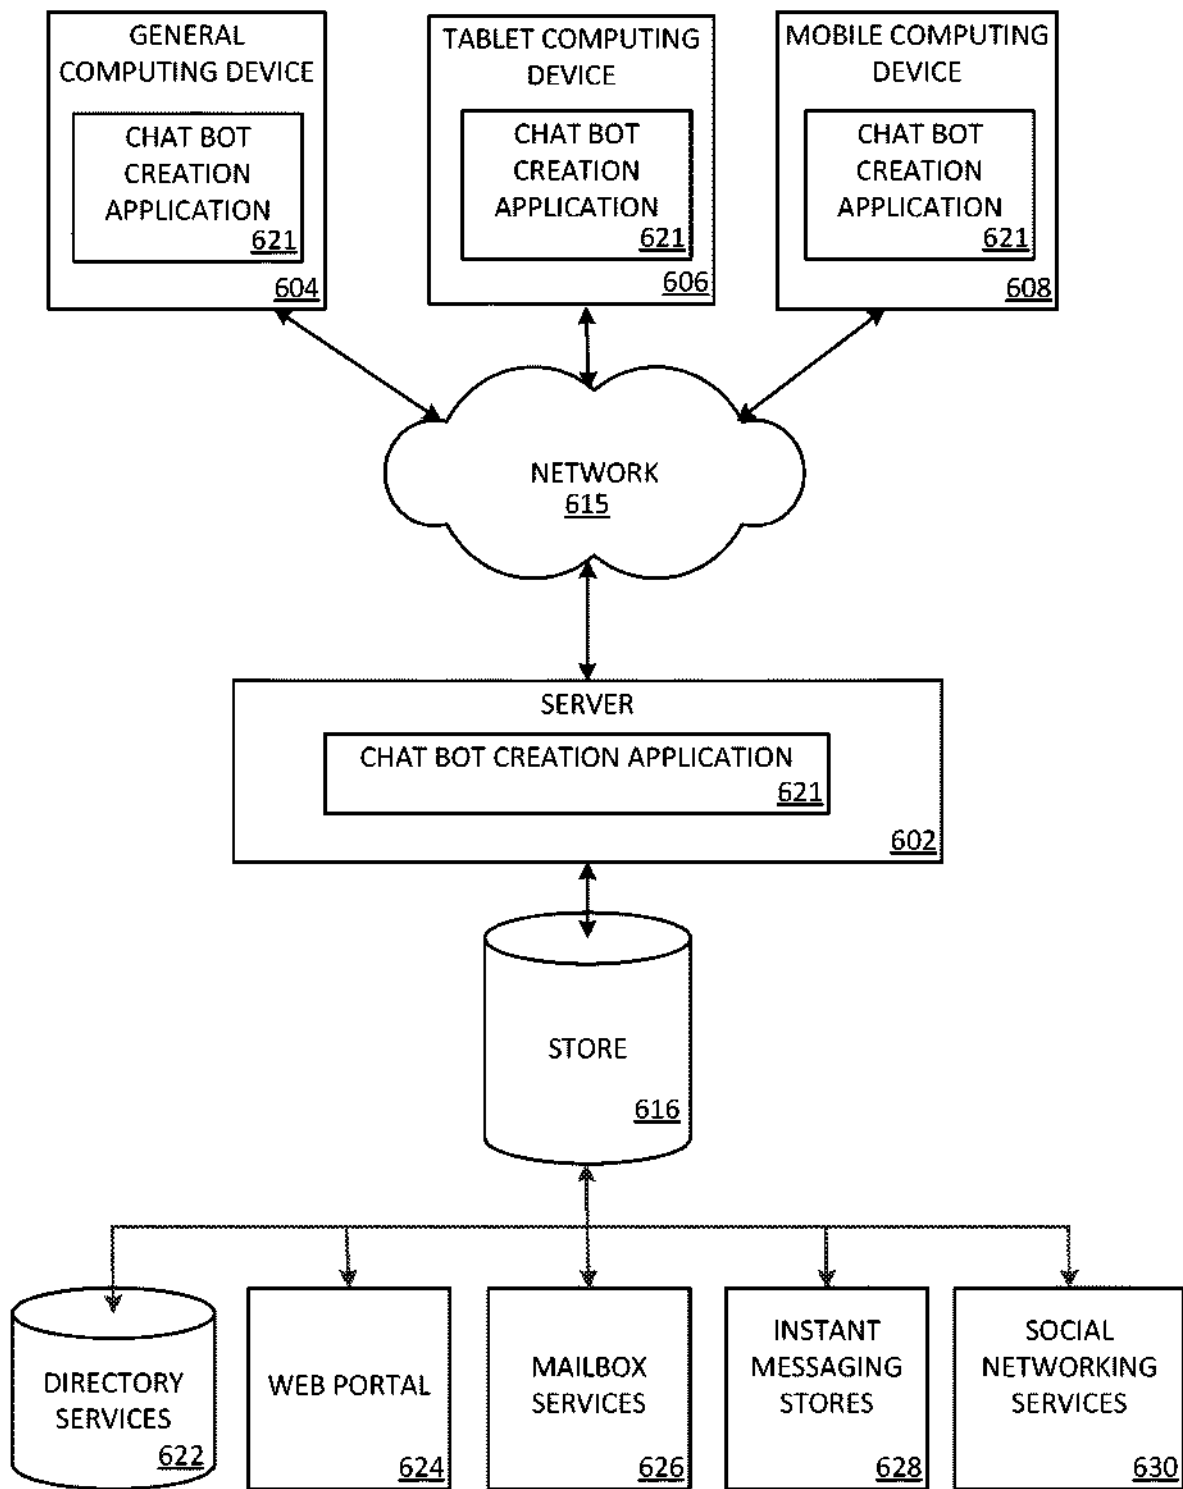 GENERAL
COMPUTING DEVICE
CHAT BOT
CREATION
APPLICATION
621
604
TABLET COMPUTING
DEVICE
CHAT BOT
CREATION
APPLICATION
621
606
MOBILE COMPUTING
DEVICE
CHAT BOT
CREATION
APPLICATION
621
608
NETWORK
615
SERVER
CHAT BOT CREATION APPLICATION
621
602
STORE
616
DIRECTORY
SERVICES
622
WEB PORTAL
624
MAILBOX
SERVICES
626
INSTANT
MESSAGING
STORES
628
SOCIAL
NETWORKING
SERVICES
630